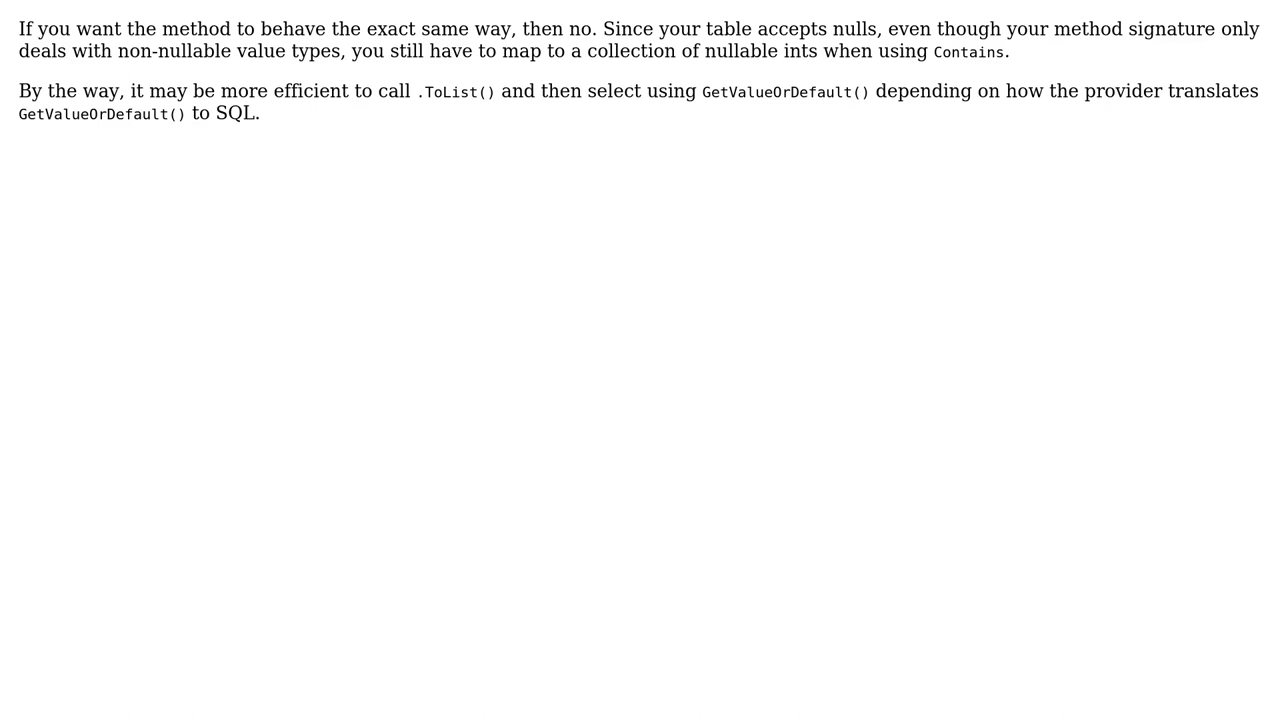 If you want the method to behave the exact same way, then no. Since your table accepts nulls, even though your method signature only
deals with non-nullable value types, you still have to map to a collection of nullable ints when using Contains.
By the way, it may be more efficient to call .ToList() and then select using GetValueOrDefault() depending on how the provider translates
GetValueOrDefault() to SQL.